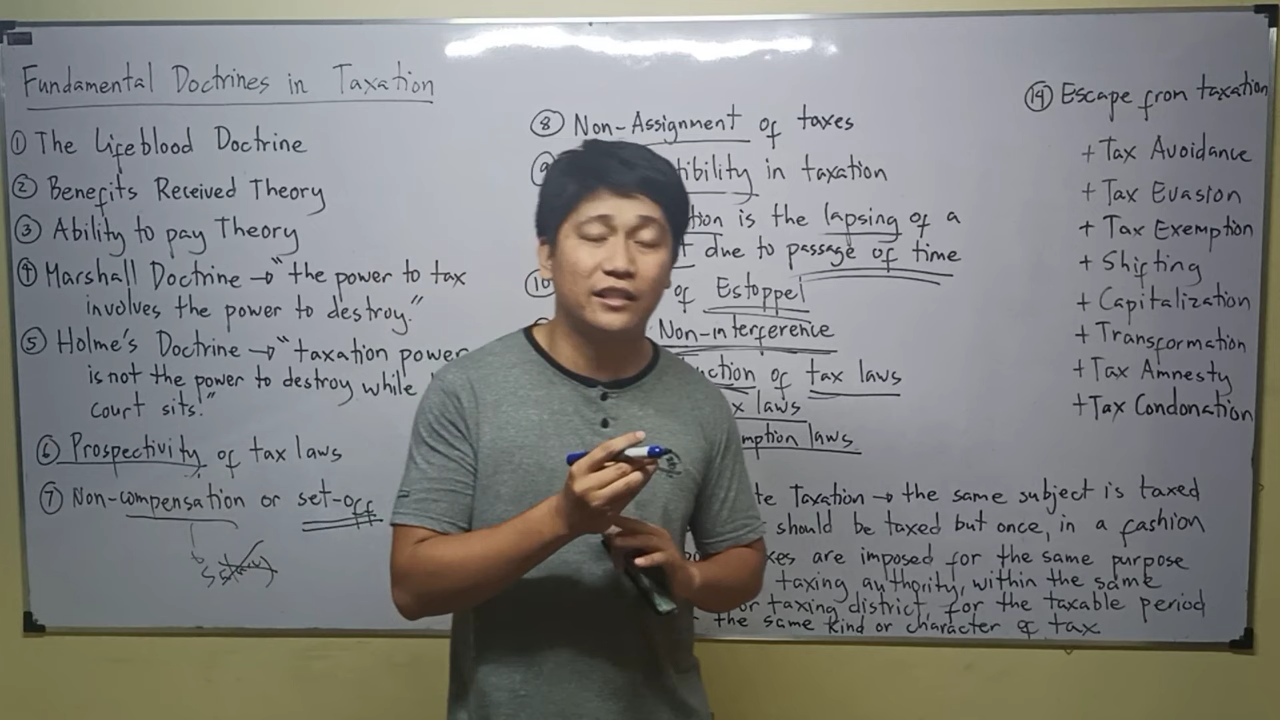 Fundamental Doctrines in Taxation
① The Lifeblood Doctrine
② Benefits Received Theory
③ Ability to pay Theory
④ Marshall Doctrine → "the power to tax
involves the power to destroy."
⑤ Holme's Doctrine → "taxation power
is not the power to destroy while
court sits."
⑥ Prospectivity of tax laws
⑦ Non-compensation or set-off
⑧ Non-Assignment of taxes
in taxation
is the lapsing of a
due to passage of time
⑩
of Estoppel
Non-interference
of tax laws
laws
laws
Taxation → the same subject is taxed
should be taxed but once, in a fashion
are imposed for the same purpose
taxing authority, within the same
or taxing district, for the taxable period
the same kind or character of tax
⑭ Escape from taxation
+ Tax Avoidance
+ Tax Evasion
+ Tax Exemption
+ Shifting
+ Capitalization
+ Transformation
+ Tax Amnesty
+ Tax Condonation